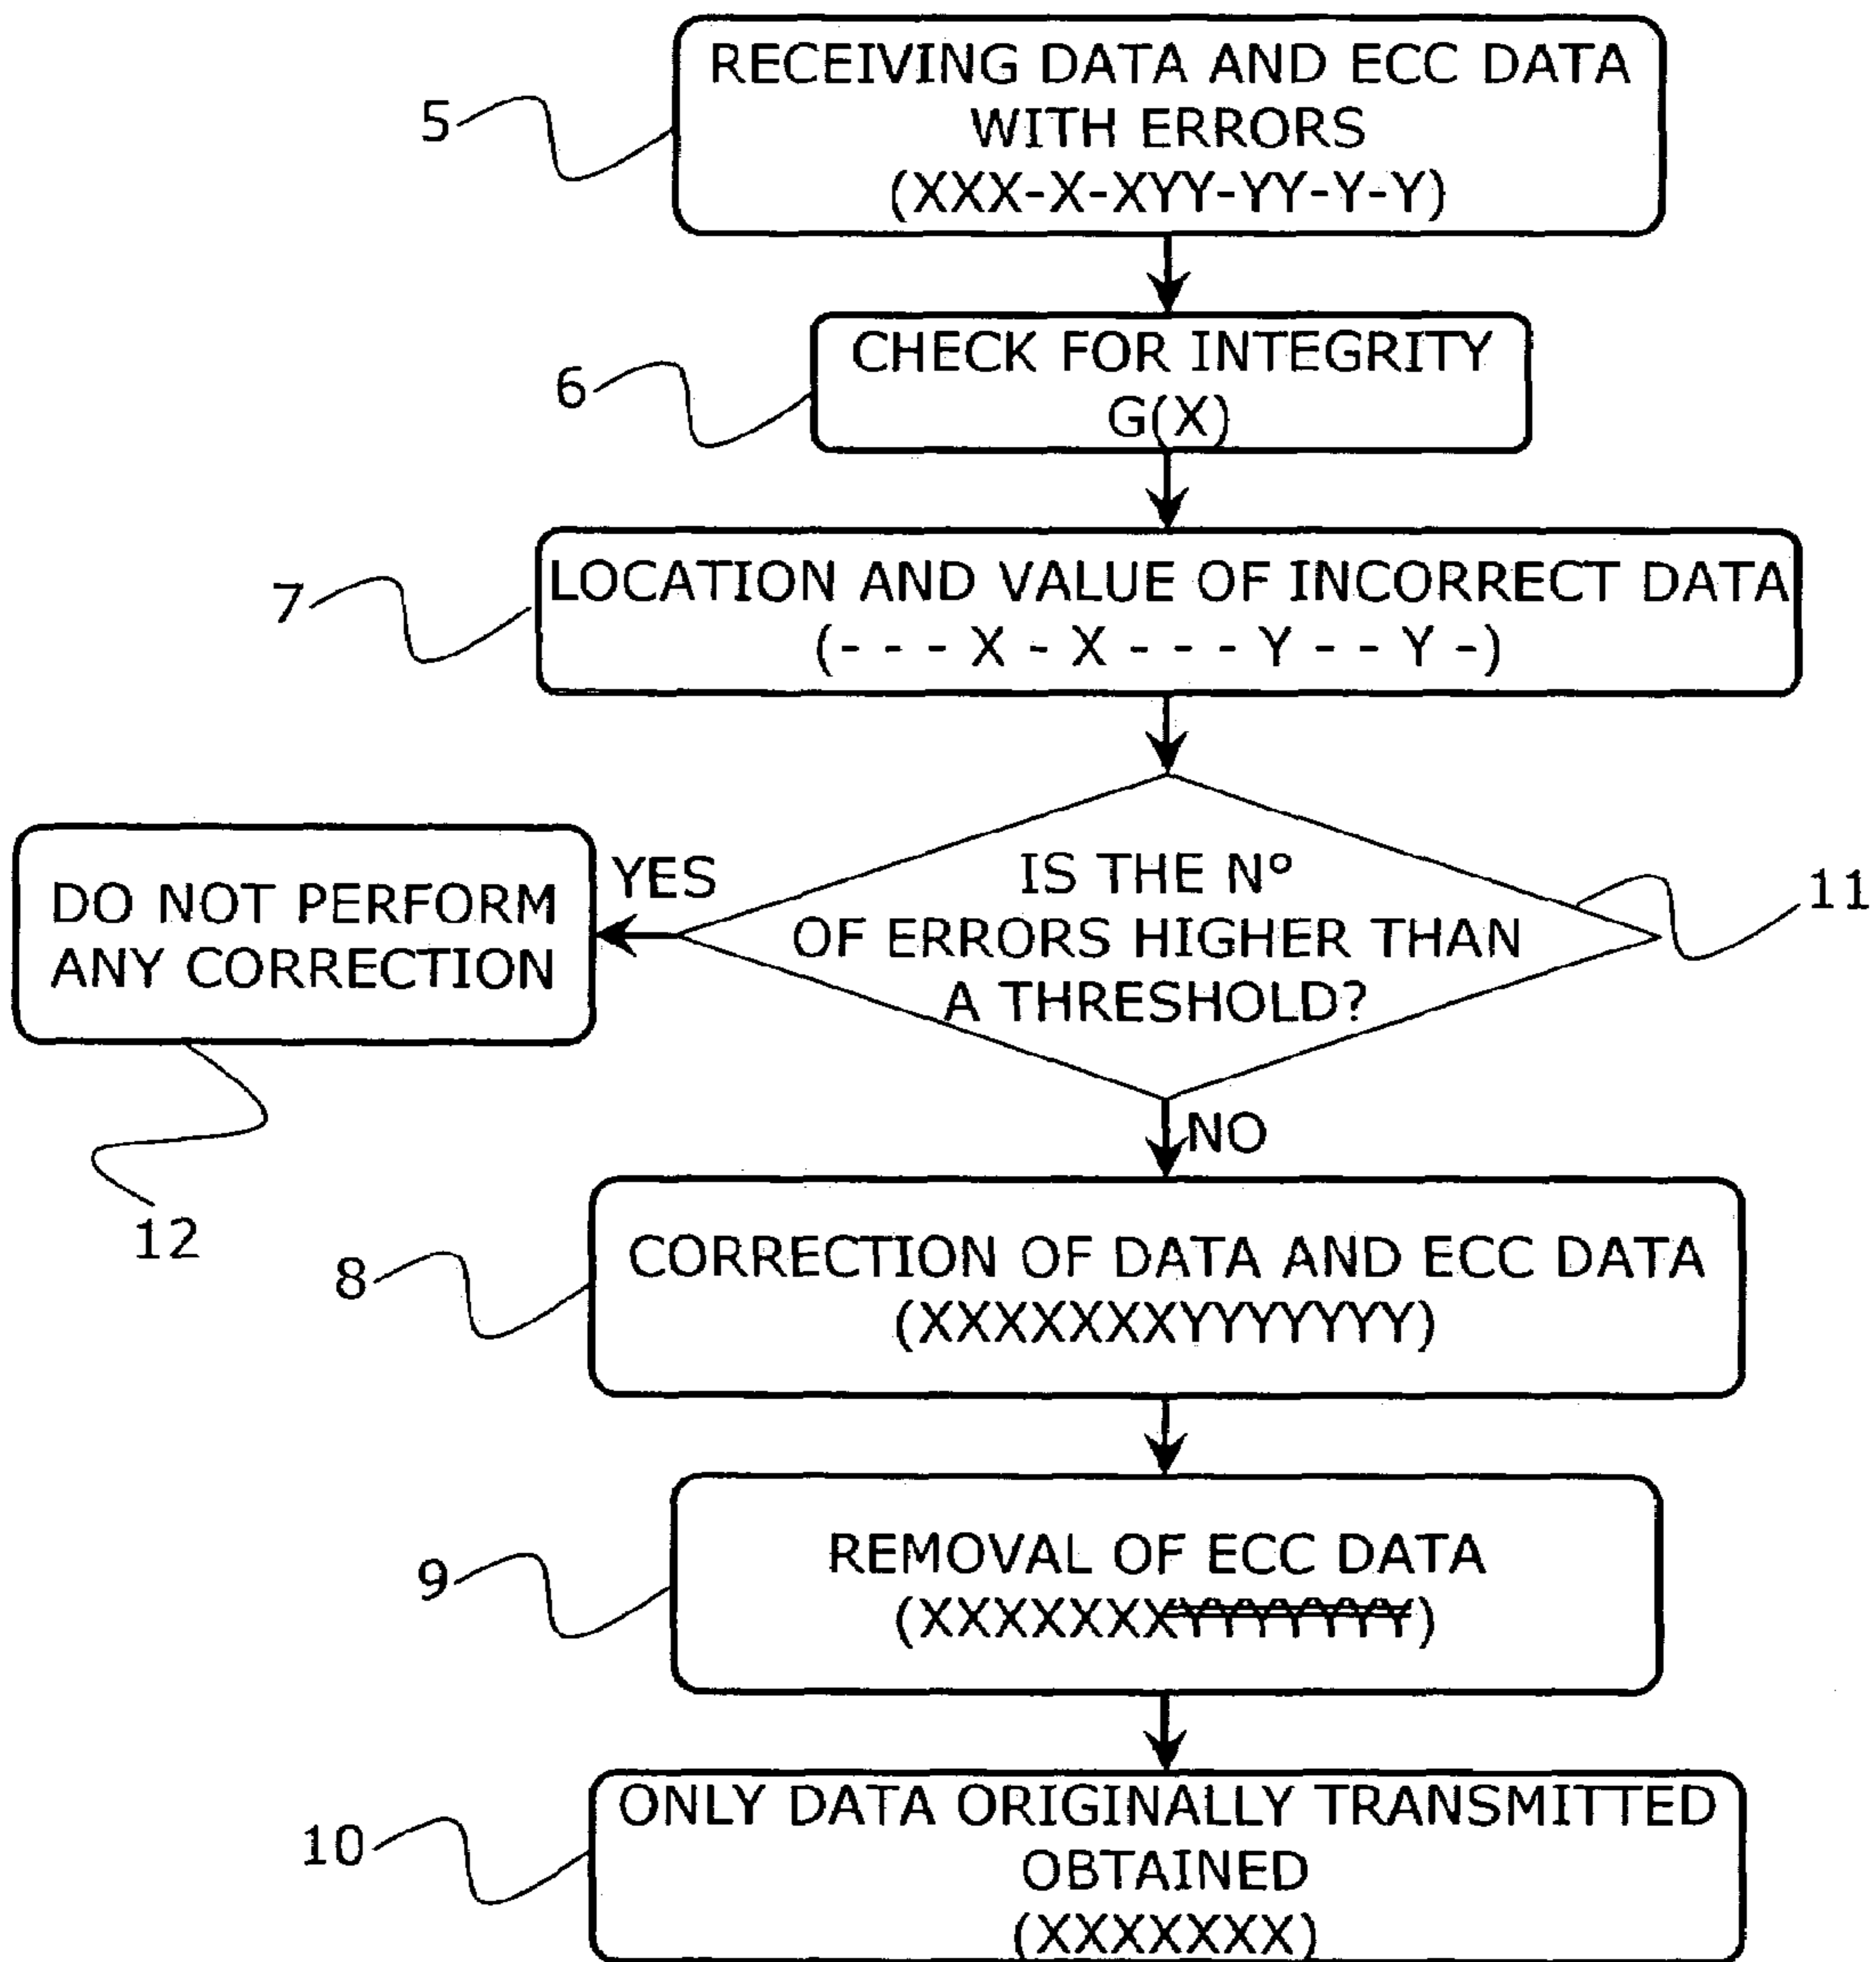 RECEIVING DATA AND ECC DATA
WITH ERRORS
(XXX-X-XYY-YY-Y-Y)
5
CHECK FOR INTEGRITY
G(X)
6
LOCATION AND VALUE OF INCORRECT DATA
(- - - X - X - - - Y - - Y -)
7
IS THE Nº
OF ERRORS HIGHER THAN
A THRESHOLD?
11
YES
DO NOT PERFORM
ANY CORRECTION
12
NO
CORRECTION OF DATA AND ECC DATA
(XXXXXXXYYYYYYY)
8
REMOVAL OF ECC DATA
(XXXXXXXYYYYYYY)
9
ONLY DATA ORIGINALLY TRANSMITTED
OBTAINED
(XXXXXXX)
10